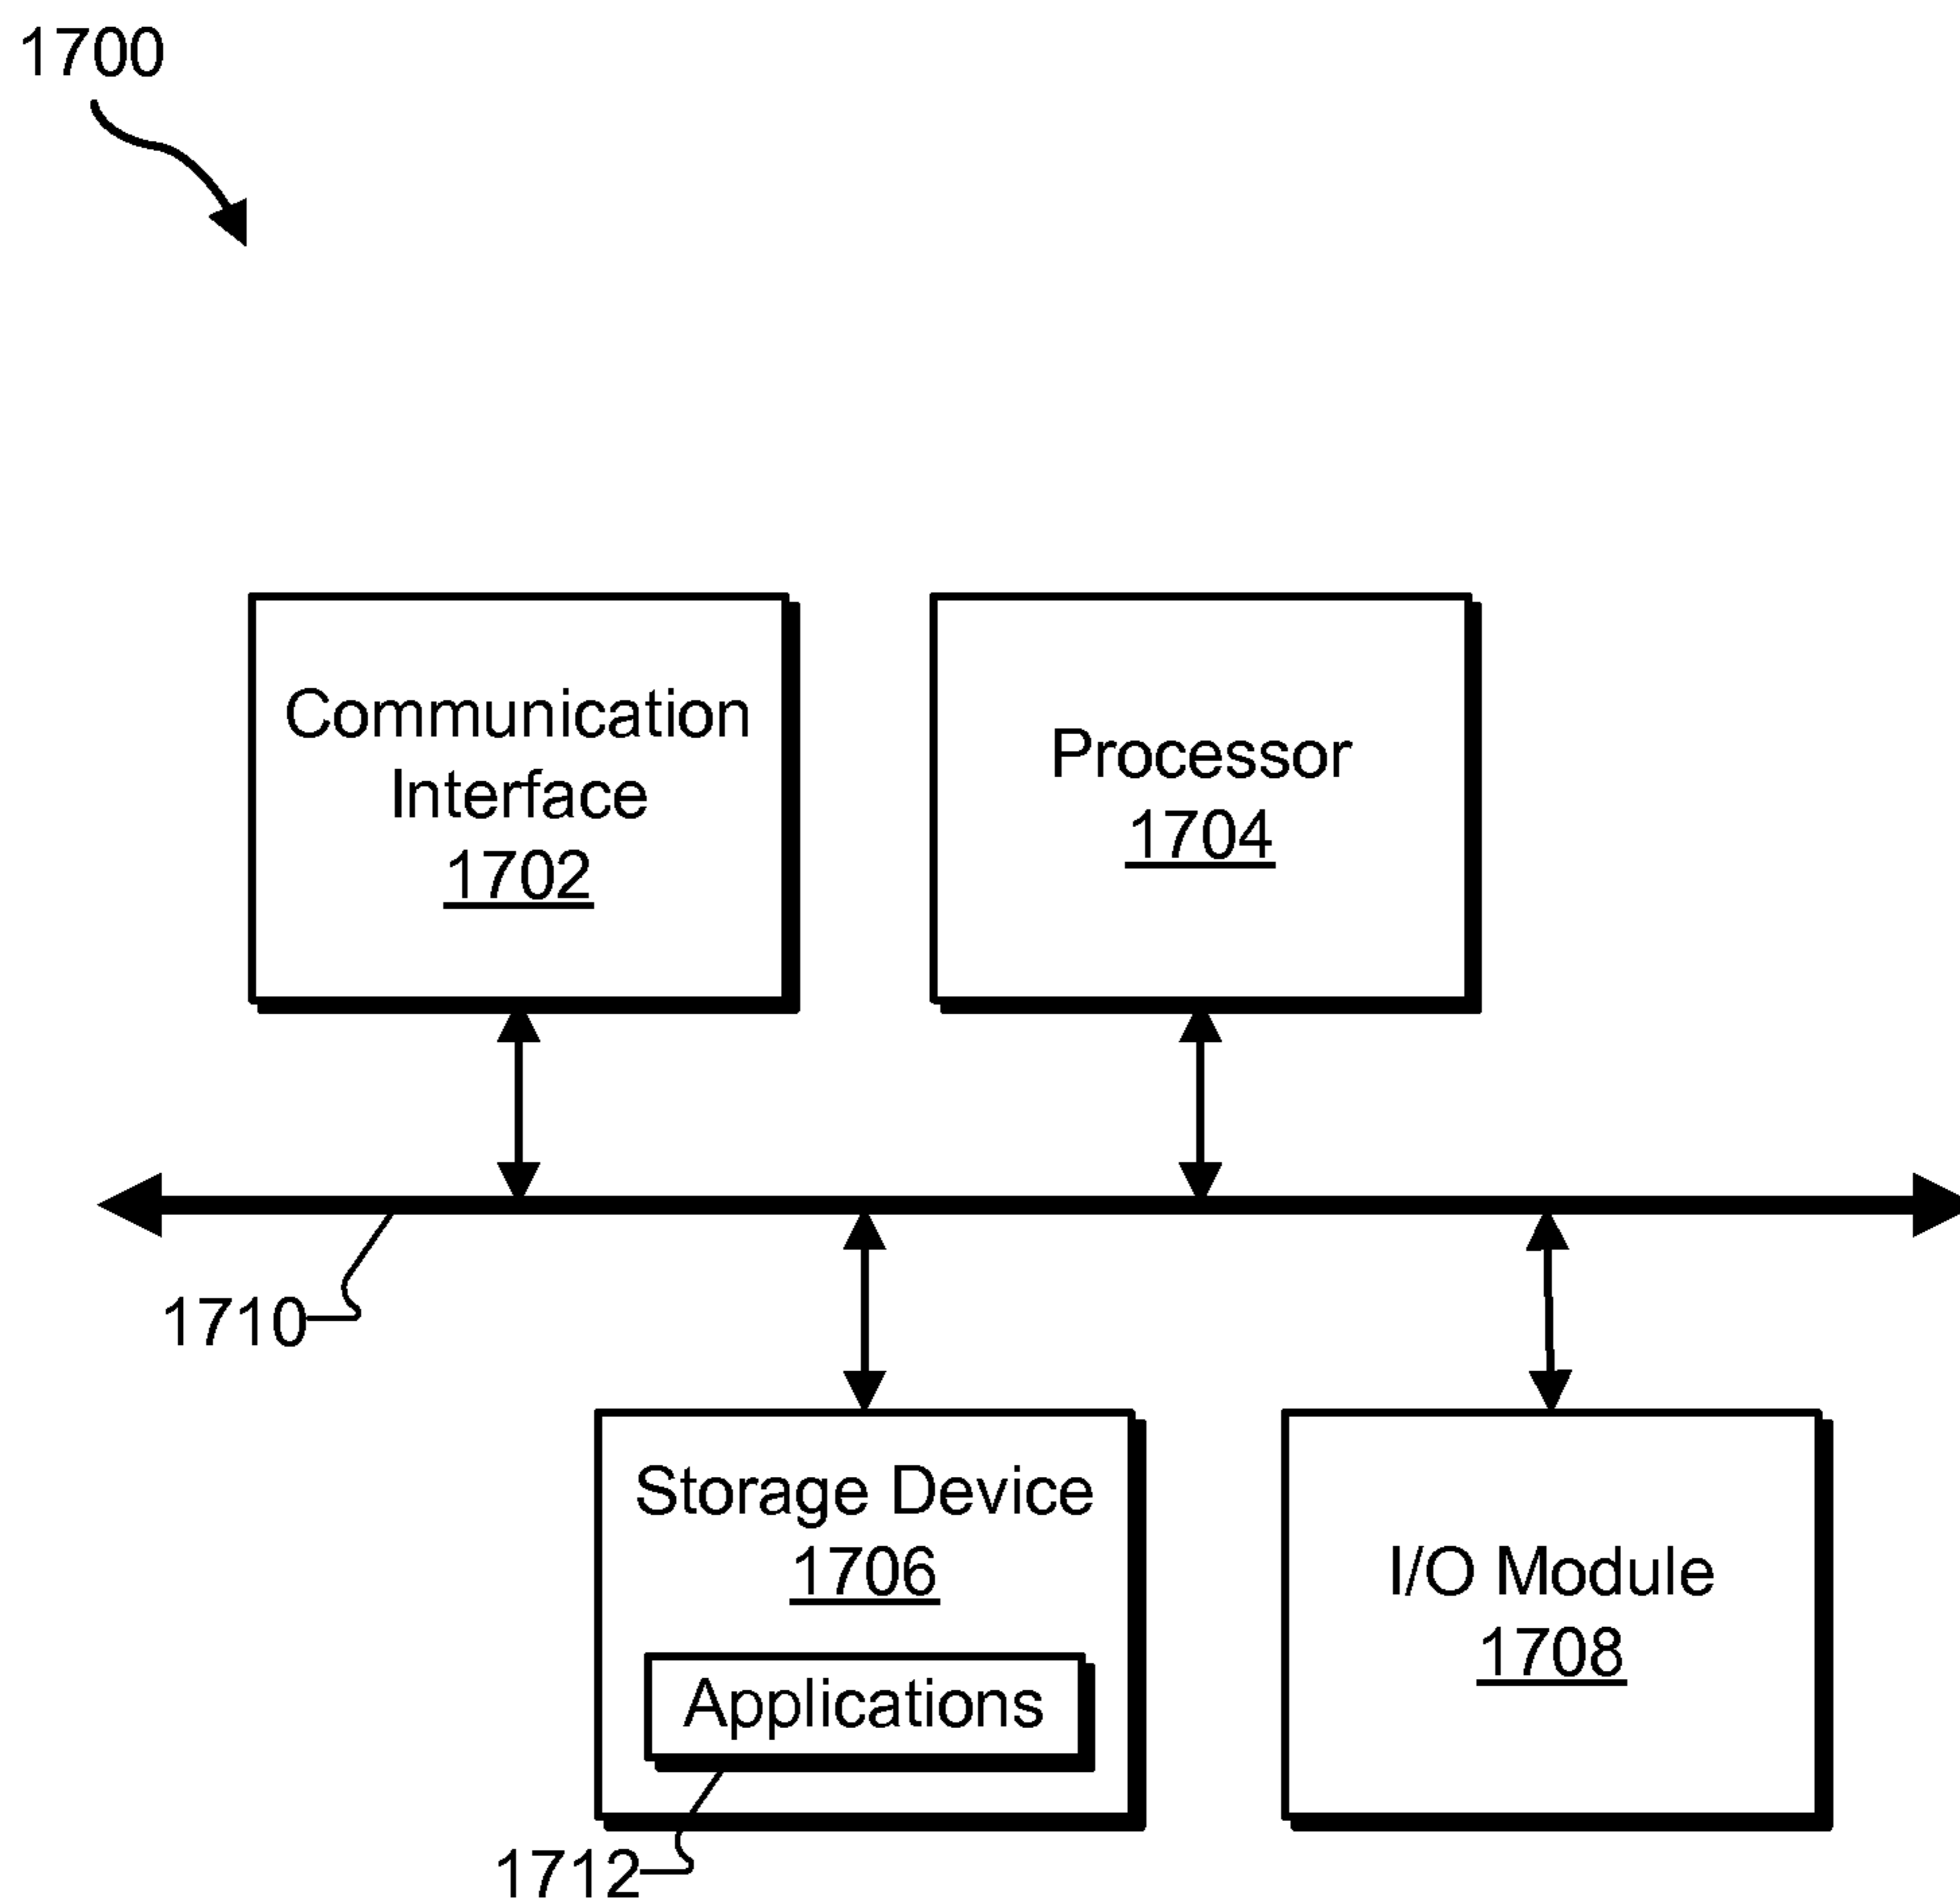 1700
Communication
Interface
1702
Processor
1704
1710
Storage Device
1706
Applications
1712
I/O Module
1708